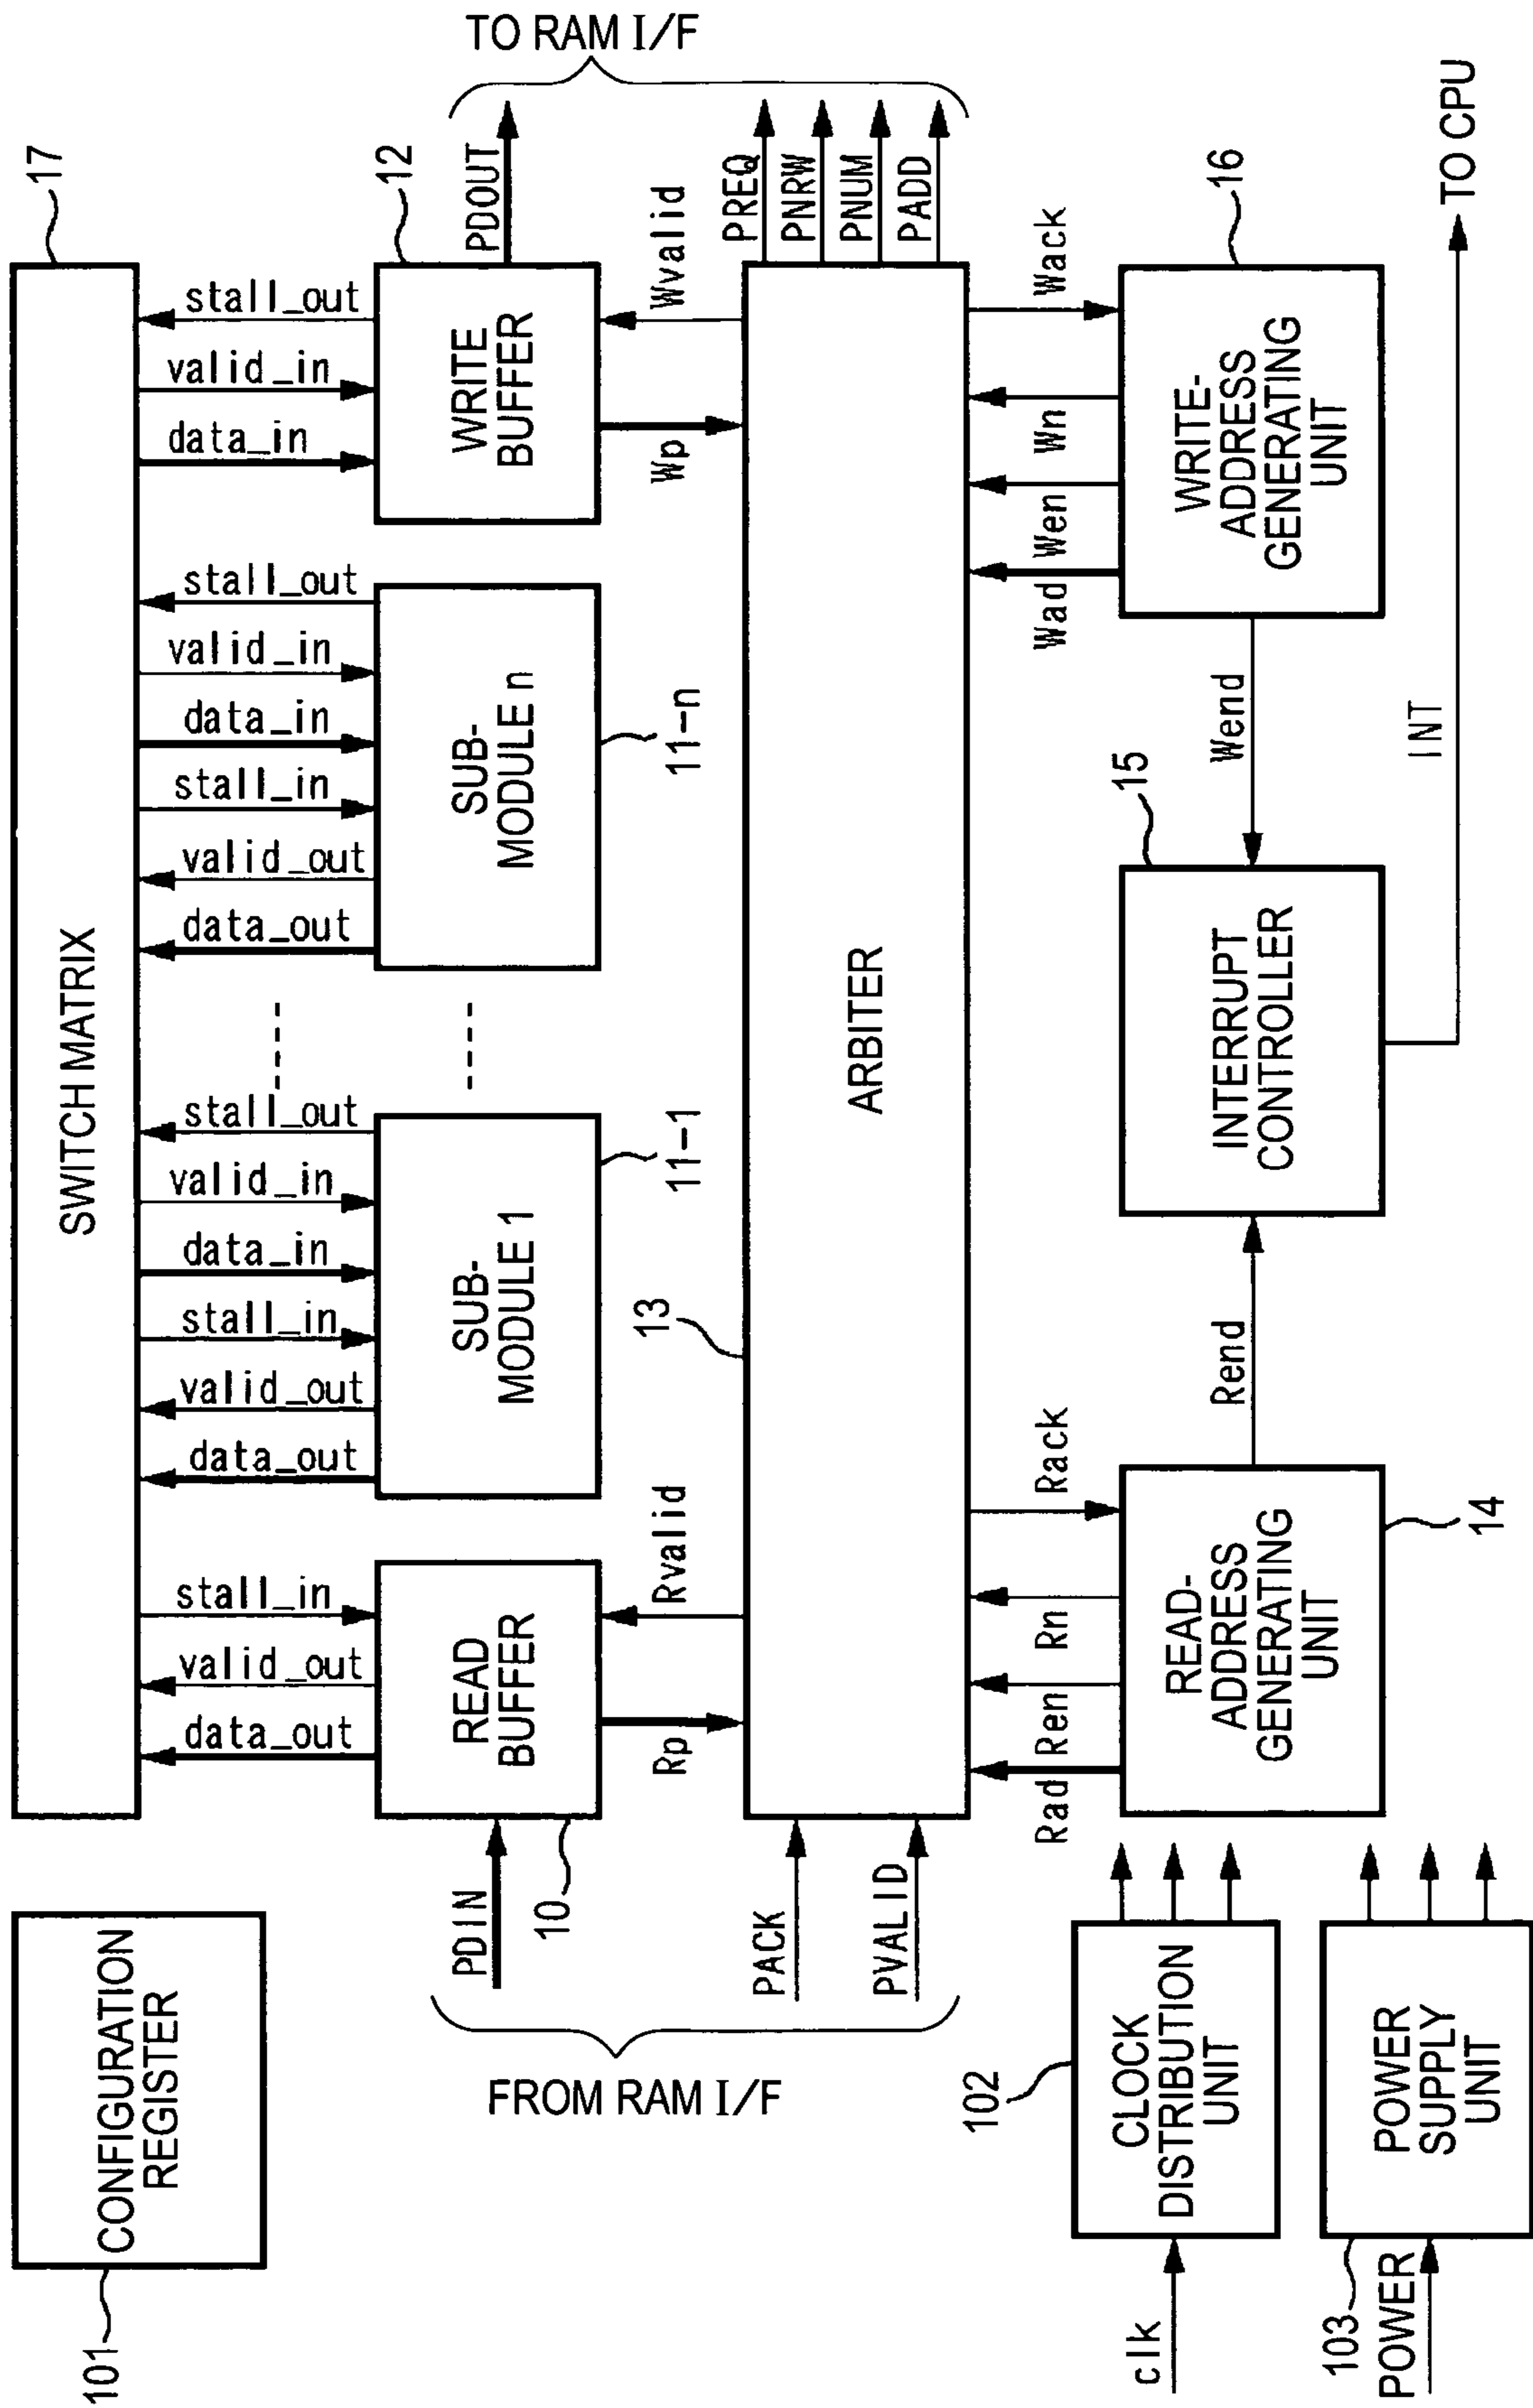 101
CONFIGURATION
REGISTER
SWITCH MATRIX
17
data_out
valid_out
stall_in
data_out
valid_out
stall_in
data_in
valid_in
stall_out
data_out
valid_out
stall_in
data_in
valid_in
stall_out
data_in
valid_in
stall_out
FROM RAM I/F
PDIN
10
READ
BUFFER
SUB-
MODULE 1
11-1
SUB-
MODULE n
11-n
WRITE
BUFFER
12
PDOUT
TO RAM I/F
Rp
Rvalid
13
Wp
Wvalid
PACK
PVALID
ARBITER
PREQ
PNRW
PNUM
PADD
Rad
Ren
Rn
Rack
Wad
Wen
Wn
Wack
clk
102
CLOCK
DISTRIBUTION
UNIT
READ-
ADDRESS
GENERATING
UNIT
14
Rend
INTERRUPT
CONTROLLER
15
Wend
WRITE-
ADDRESS
GENERATING
UNIT
16
POWER
103
POWER
SUPPLY
UNIT
INT
TO CPU